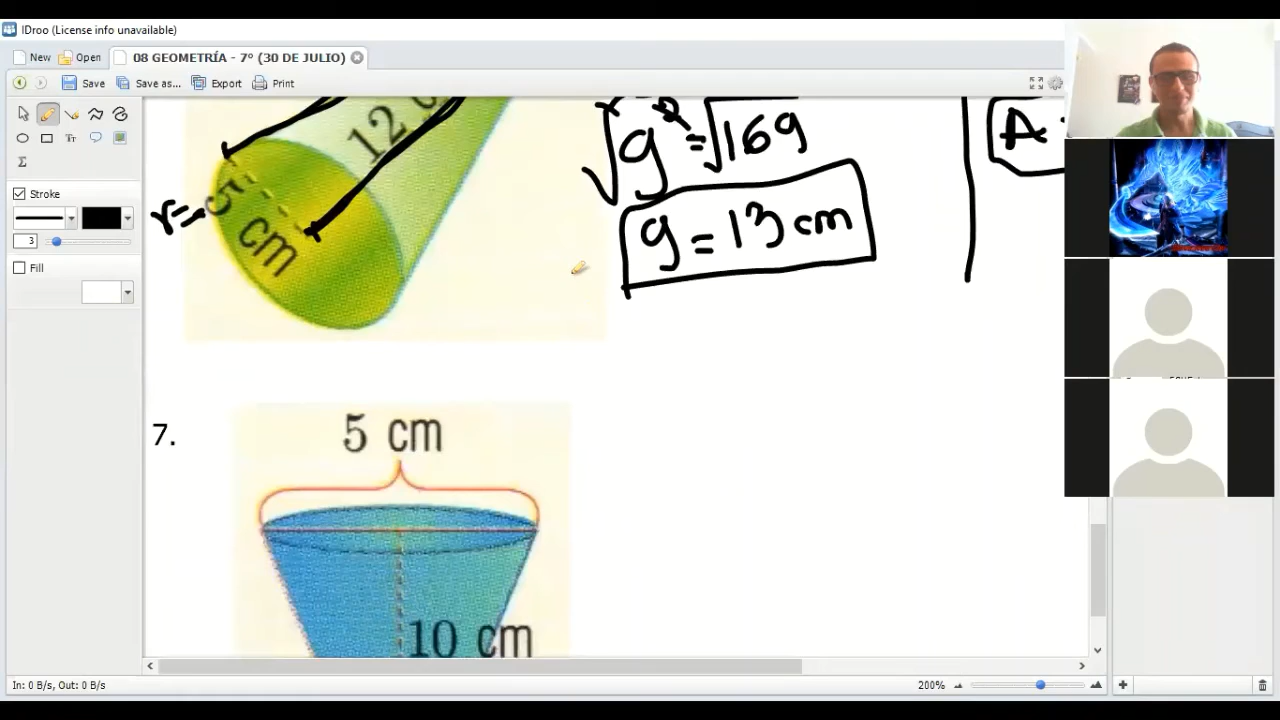 IDroo (License info unavailable)
New Open 08 GEOMETRÍA - 7º (30 DE JULIO)
Save Save as... Export Print
12 c
√g² = √169
A
r=
5 cm
g = 13 cm
Stroke
3
Fill
7.
5 cm
10 cm
In: 0 B/s, Out: 0 B/s
200%